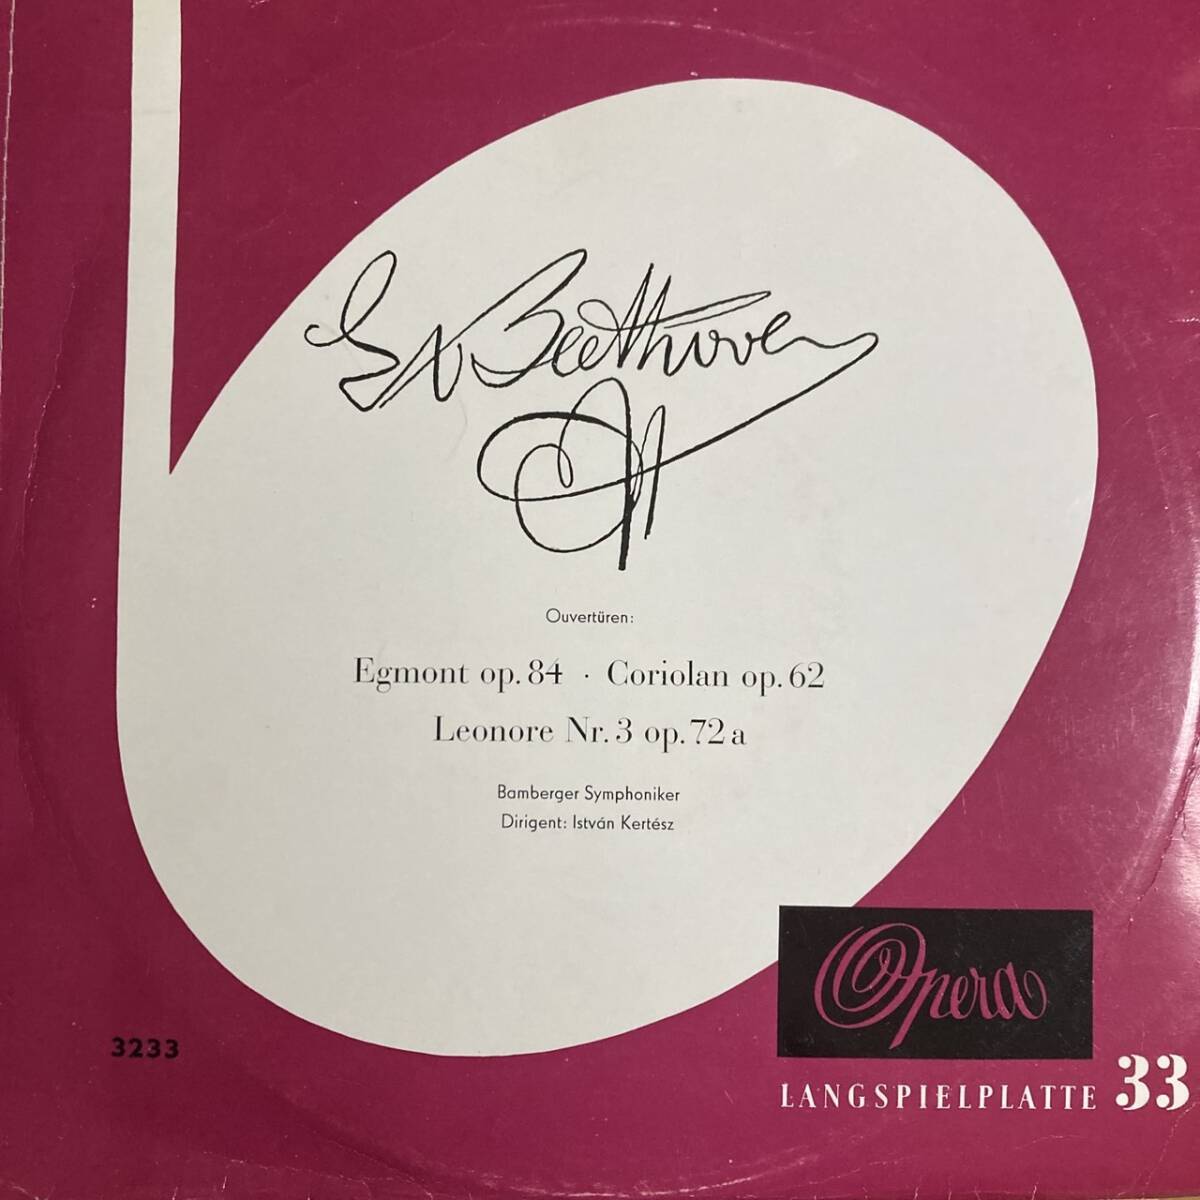 LvBeethoven
Ouvertüren:
Egmont op. 84 · Coriolan op. 62
Leonore Nr. 3 op. 72 a
Bamberger Symphoniker
Dirigent: István Kertész
Opera
3233
LANGSPIELPLATTE 33